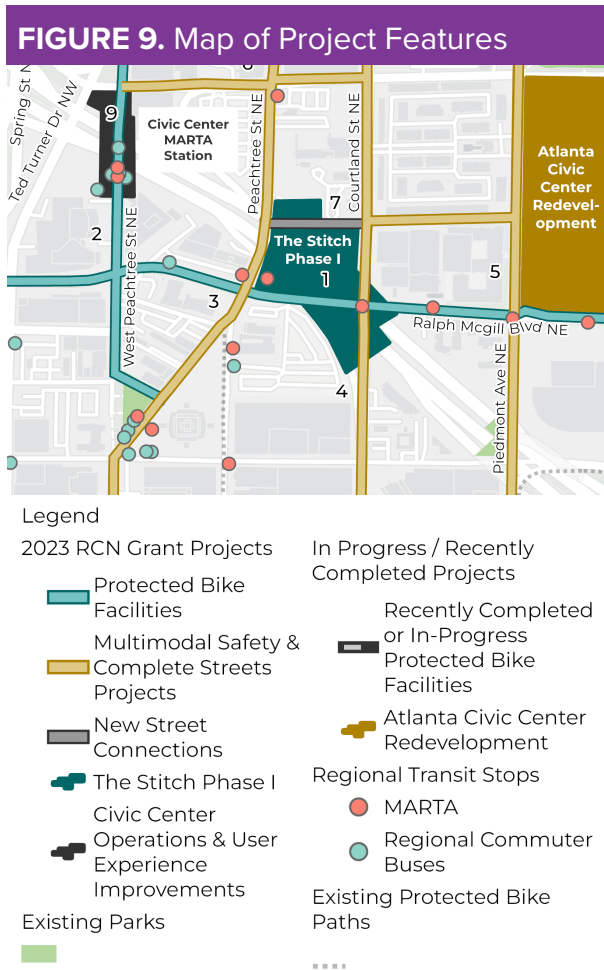 FIGURE 9. Map of Project Features
Spring St N
Ted Turner Dr NW
9
Civic Center
MARTA
Station
Peachtree St NE
Courtland St NE
Atlanta
Civic
Center
Redevel-
opment
7
2
West Peachtree St NE
The Stitch
Phase I
1
3
5
Ralph Mcgill Blvd NE
4
Piedmont Ave NE
Legend
2023 RCN Grant Projects
Protected Bike
Facilities
Multimodal Safety &
Complete Streets
Projects
New Street
Connections
The Stitch Phase I
Civic Center
Operations & User
Experience
Improvements
Existing Parks
In Progress / Recently
Completed Projects
Recently Completed
or In-Progress
Protected Bike
Facilities
Atlanta Civic Center
Redevelopment
Regional Transit Stops
MARTA
Regional Commuter
Buses
Existing Protected Bike
Paths